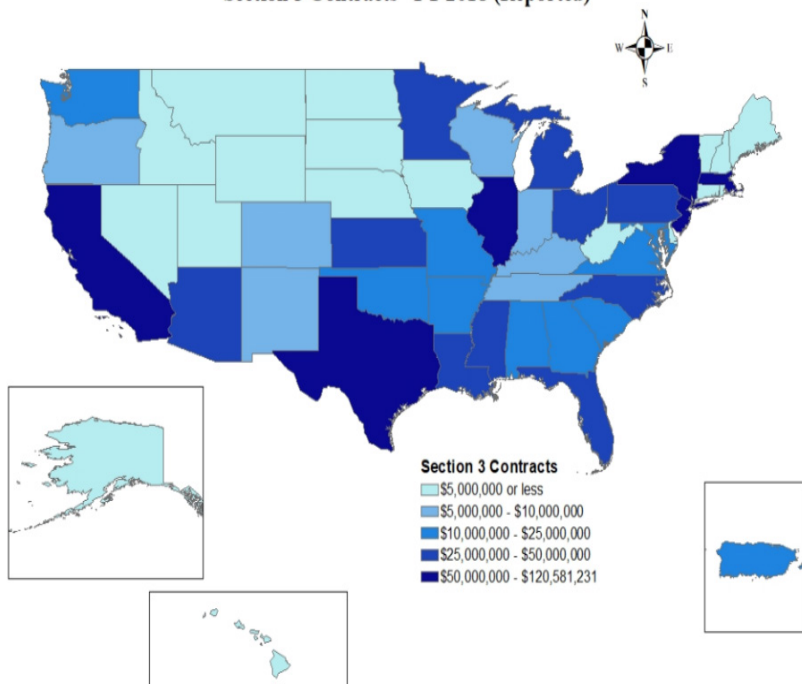 N
W E
S
Section 3 Contracts
$5,000,000 or less
$5,000,000 - $10,000,000
$10,000,000 - $25,000,000
$25,000,000 - $50,000,000
$50,000,000 - $120,581,231